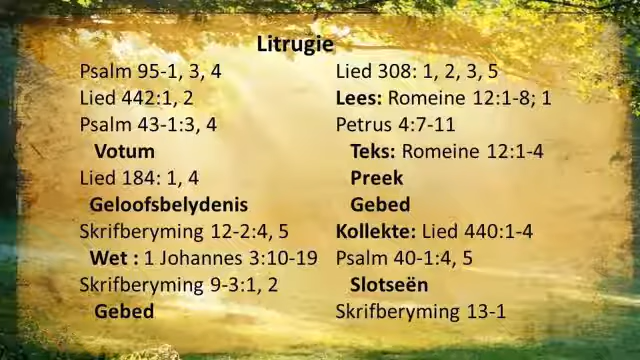 Litrugie
Psalm 95-1, 3, 4
Lied 442:1, 2
Psalm 43-1:3, 4
Votum
Lied 184: 1, 4
Geloofsbelydenis
Skrifberyming 12-2:4, 5
Wet : 1 Johannes 3:10-19
Skrifberyming 9-3:1, 2
Gebed
Lied 308: 1, 2, 3, 5
Lees: Romeine 12:1-8; 1
Petrus 4:7-11
Teks: Romeine 12:1-4
Preek
Gebed
Kollekte: Lied 440:1-4
Psalm 40-1:4, 5
Slotseën
Skrifberyming 13-1